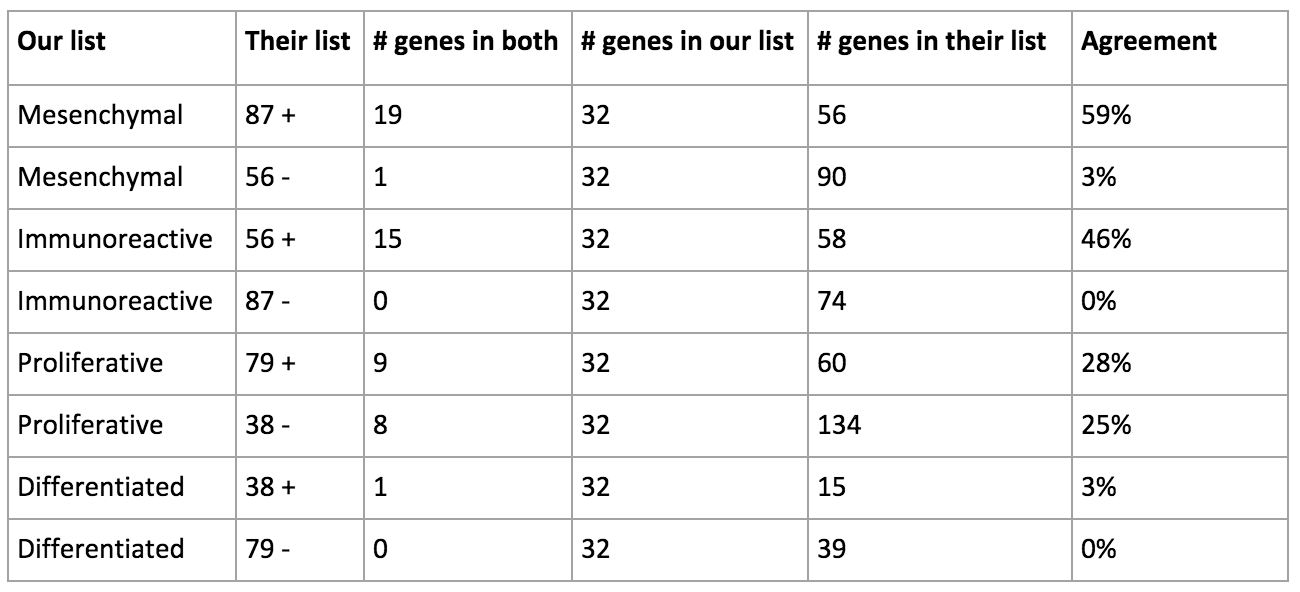 Our list Their list # genes in both # genes in our list # genes in their list Agreement
Mesenchymal 87 + 19 32 56 59%
Mesenchymal 56 - 1 32 90 3%
Immunoreactive 56 + 15 32 58 46%
Immunoreactive 87 - 0 32 74 0%
Proliferative 79 + 9 32 60 28%
Proliferative 38 - 8 32 134 25%
Differentiated 38 + 1 32 15 3%
Differentiated 79 - 0 32 39 0%